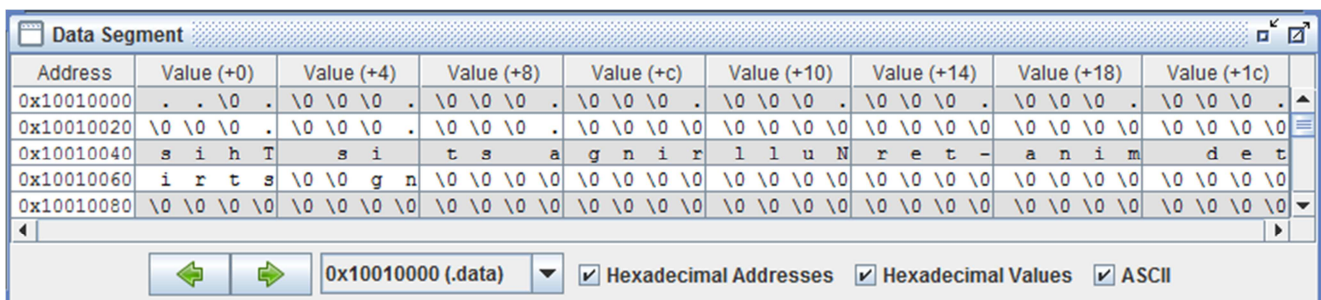 Data Segment
Address Value (+0) Value (+4) Value (+8) Value (+c) Value (+10) Value (+14) Value (+18) Value (+1c)
0x10010000 . . \0 . \0 \0 \0 . \0 \0 \0 . \0 \0 \0 . \0 \0 \0 . \0 \0 \0 . \0 \0 \0 . \0 \0 \0 .
0x10010020 \0 \0 \0 . \0 \0 \0 . \0 \0 \0 . \0 \0 \0 \0 \0 \0 \0 \0 \0 \0 \0 \0 \0 \0 \0 \0 \0 \0 \0 \0
0x10010040 s i h T s i t s a g n i r l l u N r e t - a n i m d e t
0x10010060 i r t s \0 \0 g n \0 \0 \0 \0 \0 \0 \0 \0 \0 \0 \0 \0 \0 \0 \0 \0 \0 \0 \0 \0 \0 \0 \0 \0
0x10010080 \0 \0 \0 \0 \0 \0 \0 \0 \0 \0 \0 \0 \0 \0 \0 \0 \0 \0 \0 \0 \0 \0 \0 \0 \0 \0 \0 \0 \0 \0 \0 \0
0x10010000 (.data) Hexadecimal Addresses Hexadecimal Values ASCII